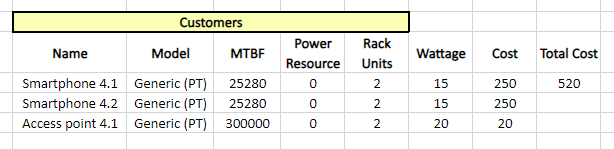 Customers
Name Model MTBF Power Resource Rack Units Wattage Cost Total Cost
Smartphone 4.1 Generic (PT) 25280 0 2 15 250 520
Smartphone 4.2 Generic (PT) 25280 0 2 15 250
Access point 4.1 Generic (PT) 300000 0 2 20 20